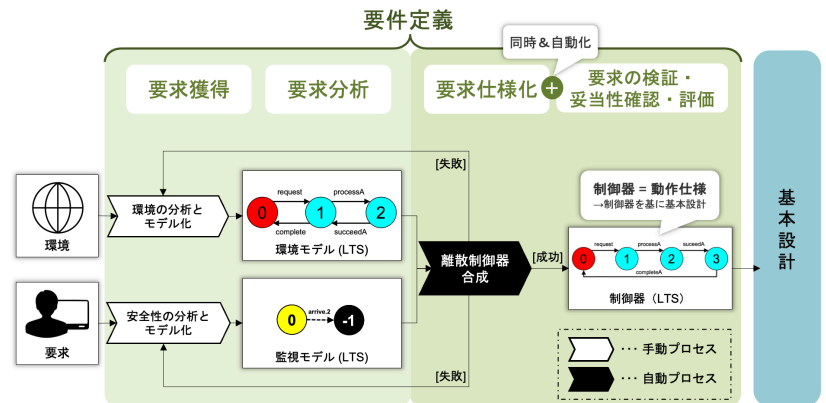 要件定義
同時＆自動化
要求獲得
要求分析
要求仕様化
+
要求の検証・
妥当性確認・評価
[失敗]
環境
環境の分析と
モデル化
request
processA
0
1
2
complete
succeedA
環境モデル (LTS)
制御器 = 動作仕様
→制御器を基に基本設計
離散制御器
合成
[成功]
request
processA
suceedA
0
1
2
3
completeA
制御器（LTS）
基本設計
要求
安全性の分析と
モデル化
0
arrive.2
-1
監視モデル (LTS)
[失敗]
･･･ 手動プロセス
･･･ 自動プロセス